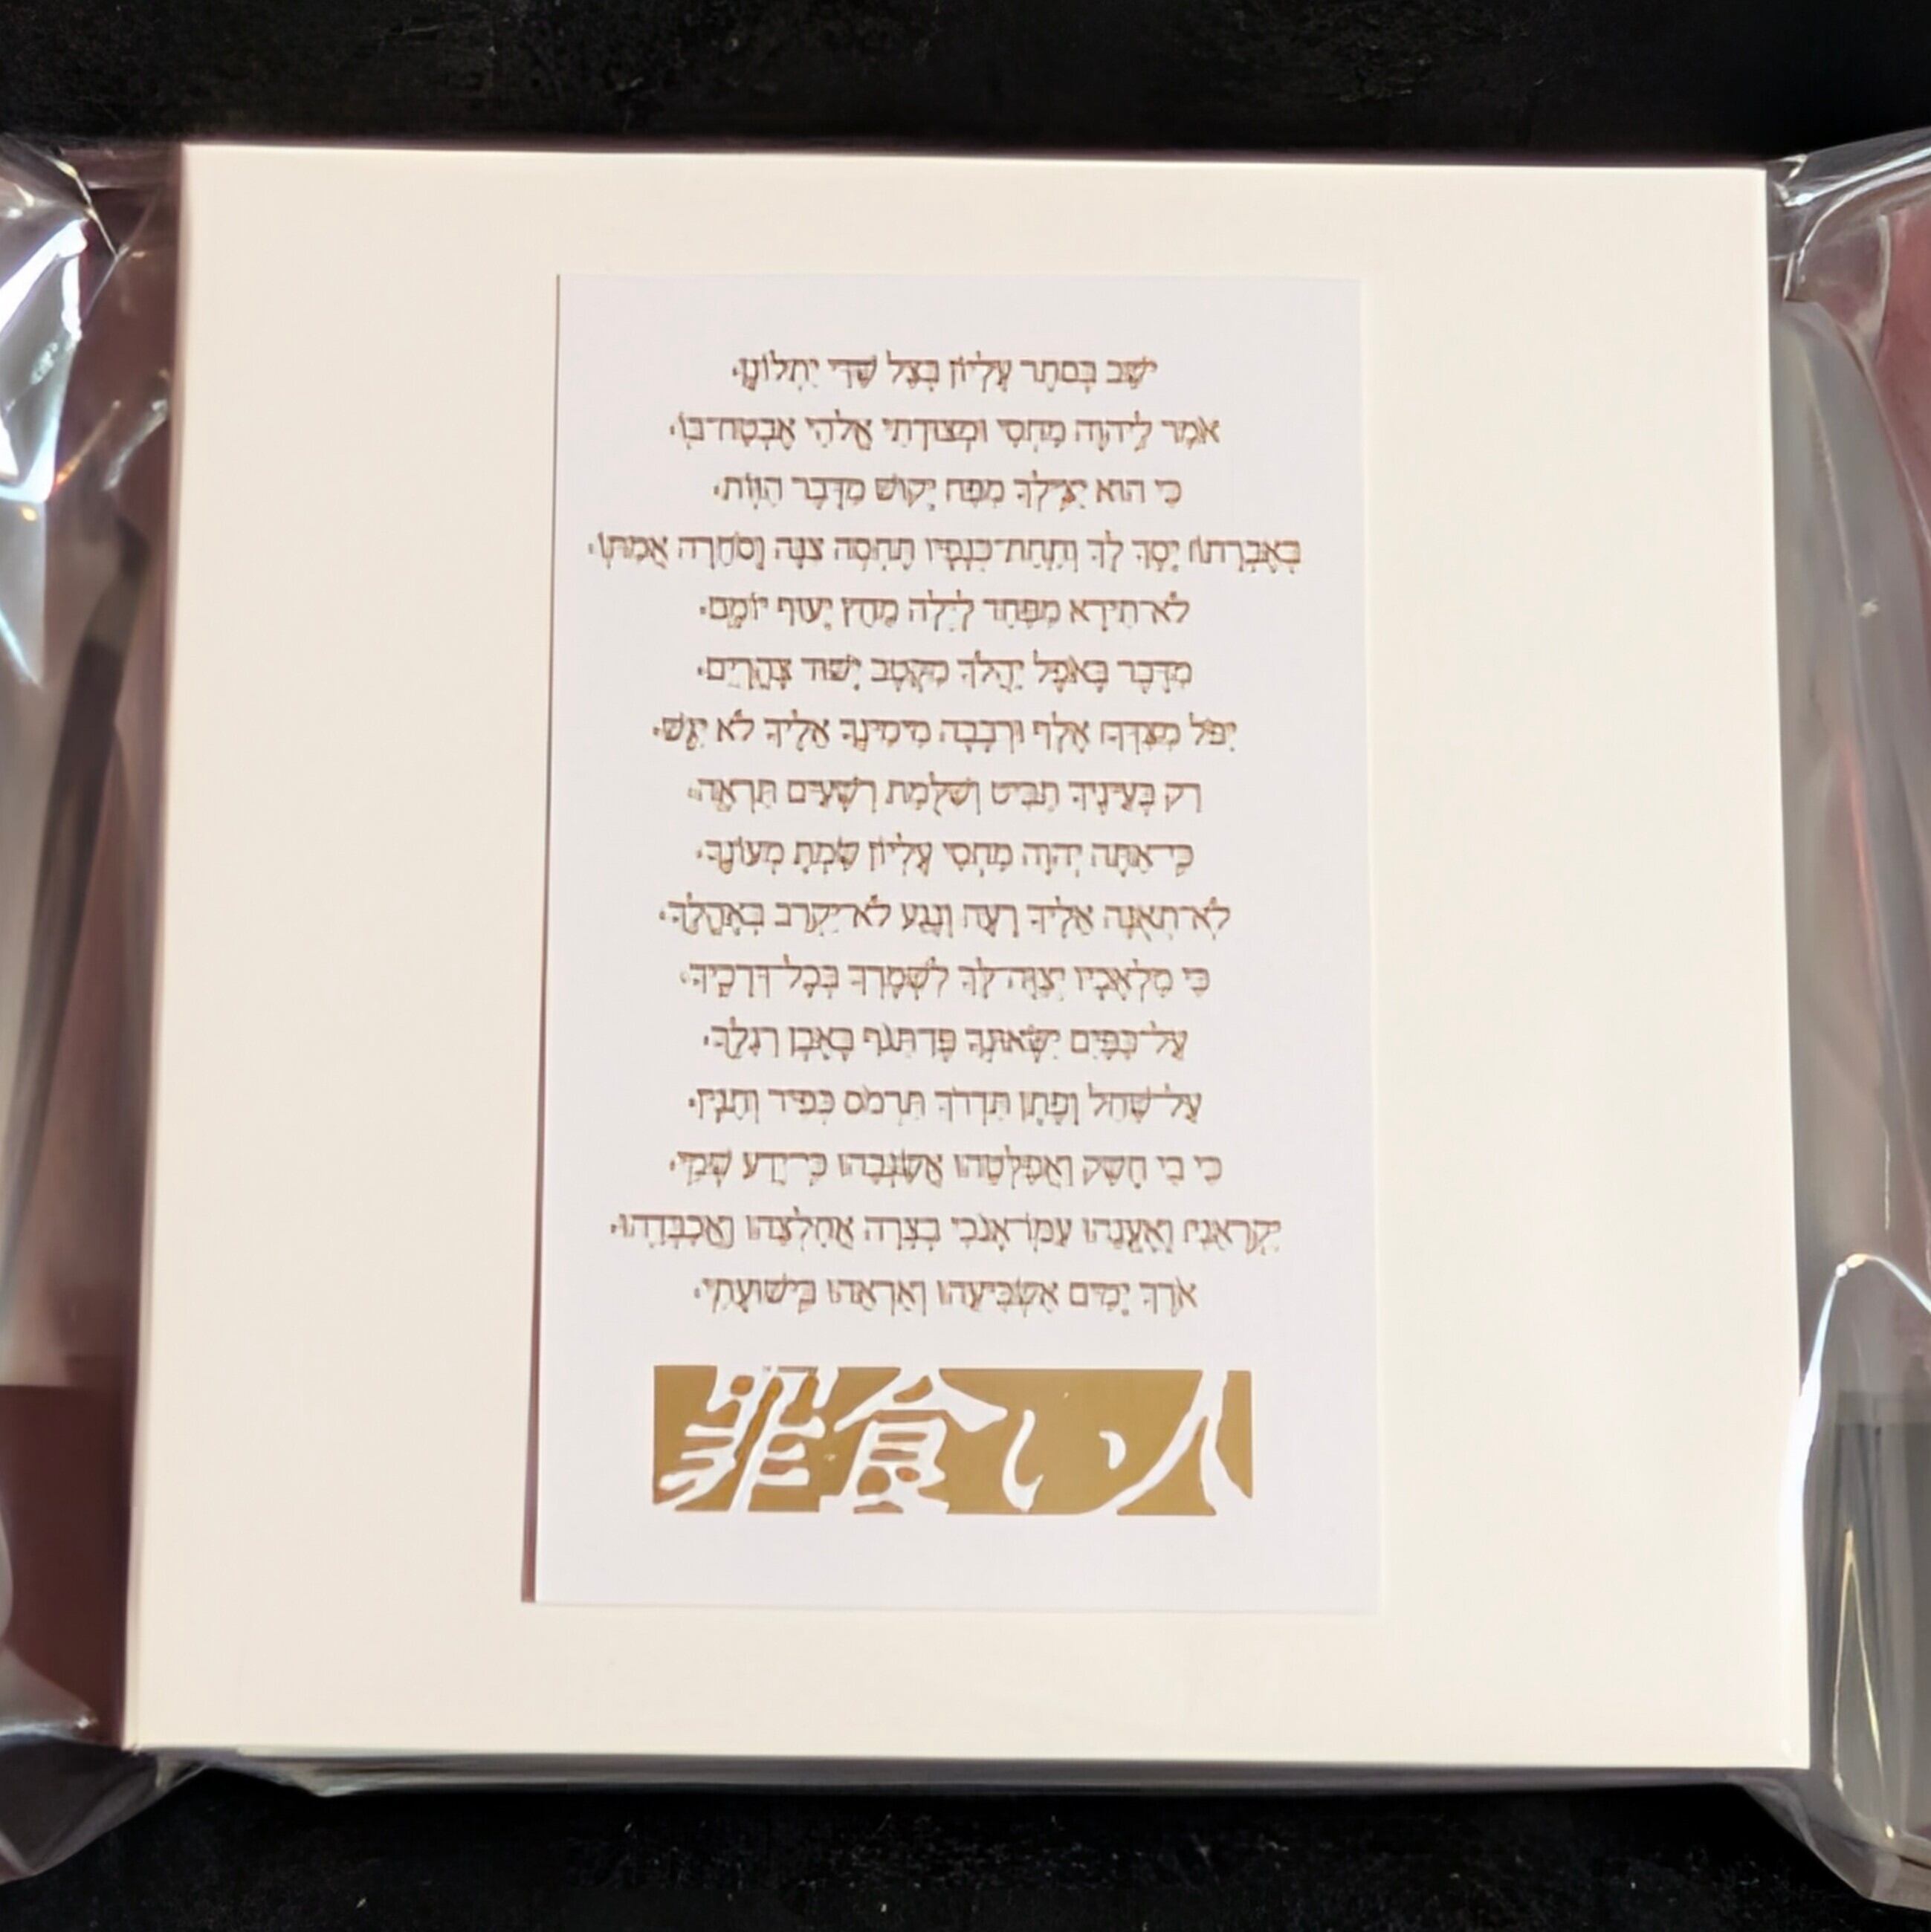 ישב בסתר עליון בצל שדי יתלונן׃
אמר ליהוה מחסי ומצודתי אלהי אבטח־בו׃
כי הוא יצילך מפח יקוש מדבר הוות׃
באברתו יסך לך ותחת־כנפיו תחסה צנה וסחרה אמתו׃
לא־תירא מפחד לילה מחץ יעוף יומם׃
מדבר באפל יהלך מקטב ישוד צהרים׃
יפל מצדך אלף ורבבה מימינך אליך לא יגש׃
רק בעיניך תביט ושלמת רשעים תראה׃
כי־אתה יהוה מחסי עליון שמת מעונך׃
לא־תאנה אליך רעה ונגע לא־יקרב באהלך׃
כי מלאכיו יצוה־לך לשמרך בכל־דרכיך׃
על־כפים ישאונך פן־תגף באבן רגלך׃
על־שחל ופתן תדרך תרמס כפיר ותנין׃
כי בי חשק ואפלטהו אשגבהו כי־ידע שמי׃
יקראני ואענהו עמו־אנכי בצרה אחלצהו ואכבדהו׃
ארך ימים אשביעהו ואראהו בישועתי׃
罪食い人